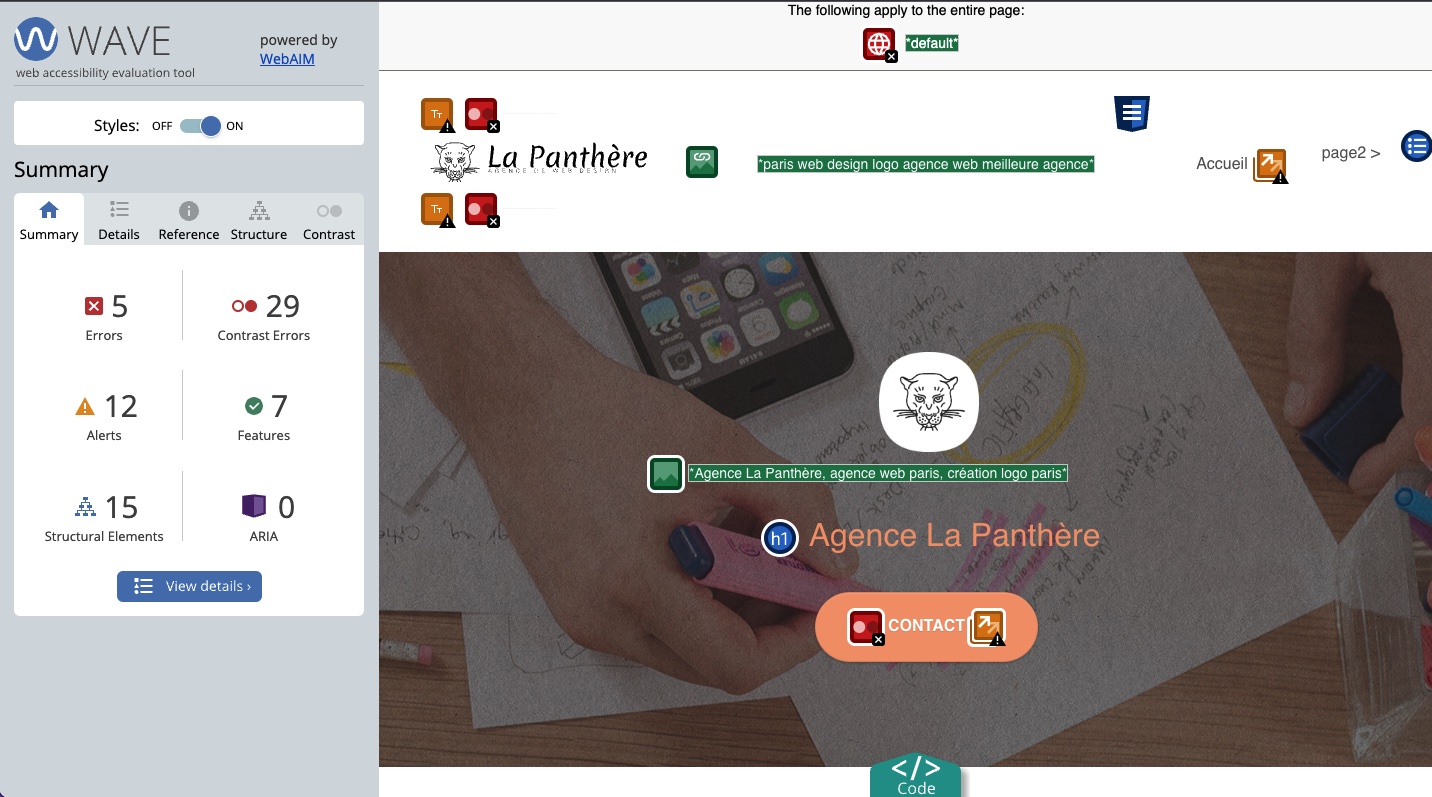 WAVE
powered by
WebAIM
web accessibility evaluation tool
Styles: OFF ON
Summary
Summary Details Reference Structure Contrast
5
Errors
29
Contrast Errors
12
Alerts
7
Features
15
Structural Elements
0
ARIA
View details ›
The following apply to the entire page:
*default*
TT
La Panthère
AGENCE DE WEB DESIGN
*paris web design logo agence web meilleure agence*
Accueil
page2 >
TT
*Agence La Panthère, agence web paris, création logo paris*
h1 Agence La Panthère
CONTACT
</>
Code